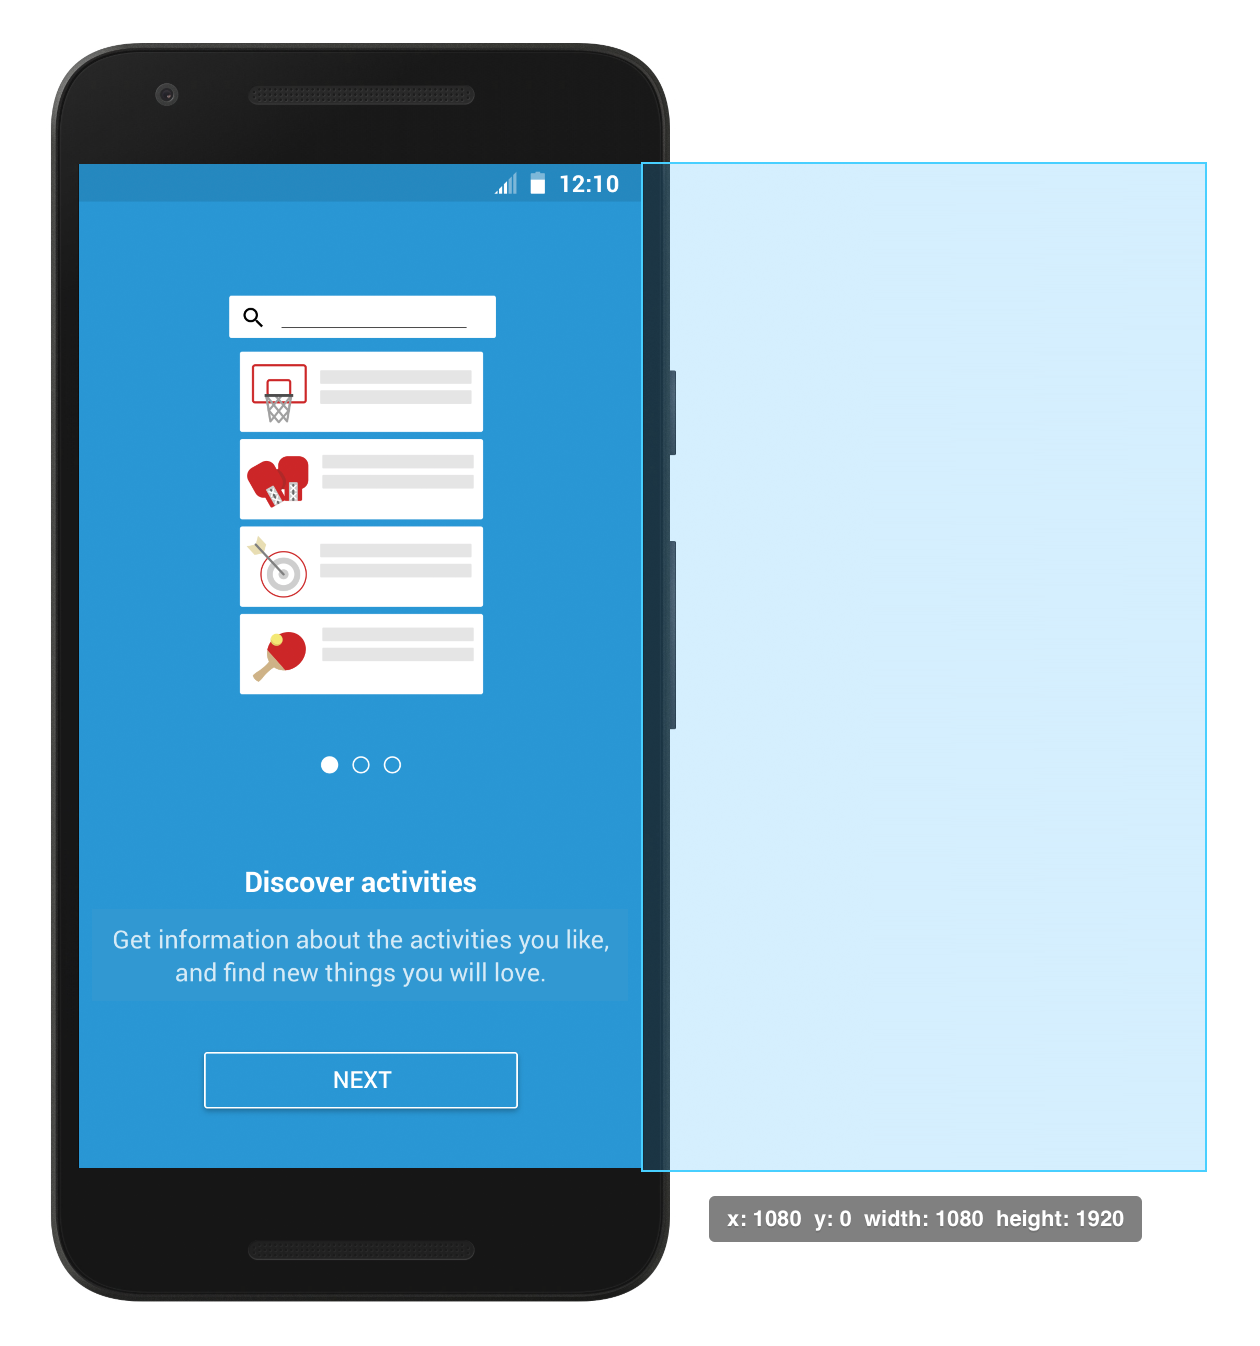 12:10
Discover activities
Get information about the activities you like,
and find new things you will love.
NEXT
x: 1080 y: 0 width: 1080 height: 1920